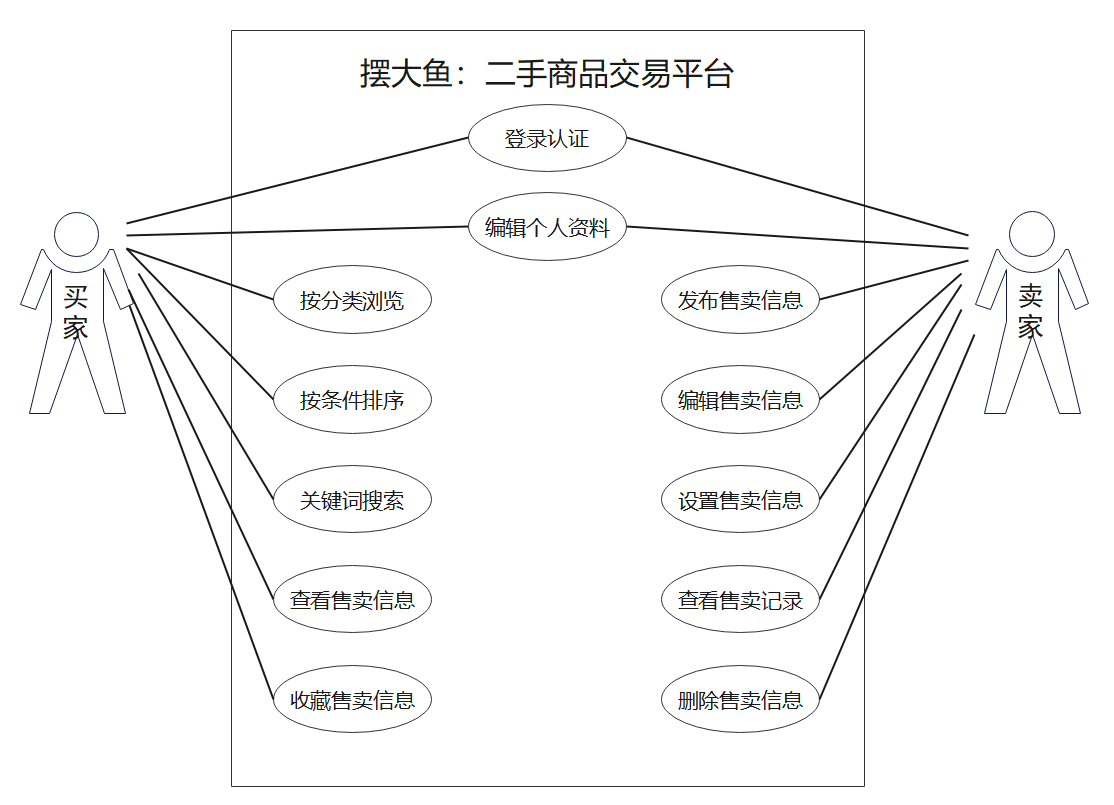 摆大鱼：二手商品交易平台
登录认证
编辑个人资料
买
家
卖
家
按分类浏览
发布售卖信息
按条件排序
编辑售卖信息
关键词搜索
设置售卖信息
查看售卖信息
查看售卖记录
收藏售卖信息
删除售卖信息